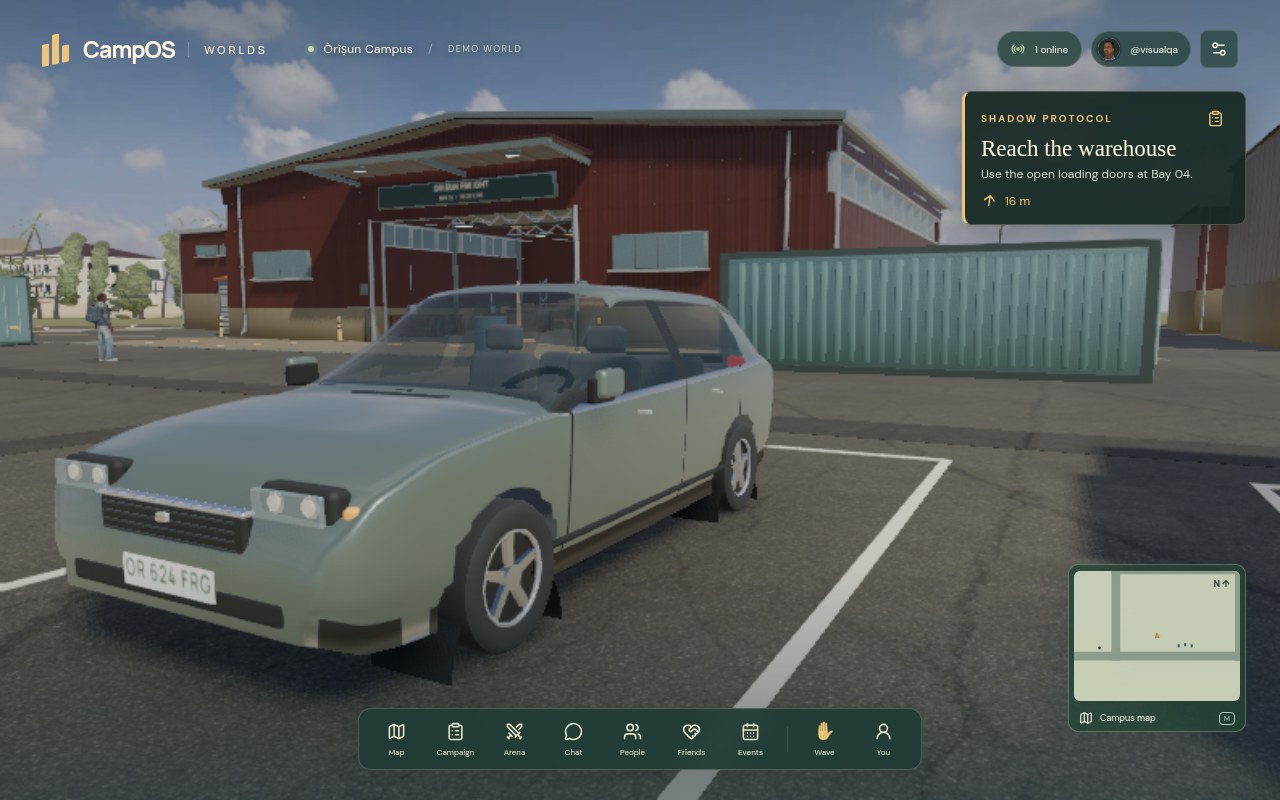 CampOS
WORLDS
Òrìṣun Campus / DEMO WORLD
1 online
@visualqa
SHADOW PROTOCOL
Reach the warehouse
Use the open loading doors at Bay 04.
16 m
OR 624 FRG
N
Campus map
M
Map
Campaign
Arena
Chat
People
Friends
Events
Wave
You